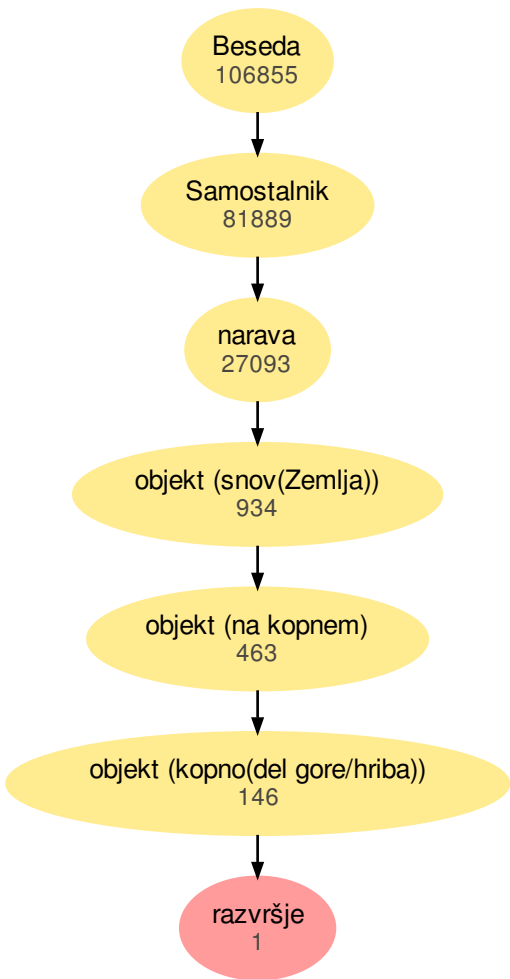 Beseda
106855
Samostalnik
81889
narava
27093
objekt (snov(Zemlja))
934
objekt (na kopnem)
463
objekt (kopno(del gore/hriba))
146
razvršje
1